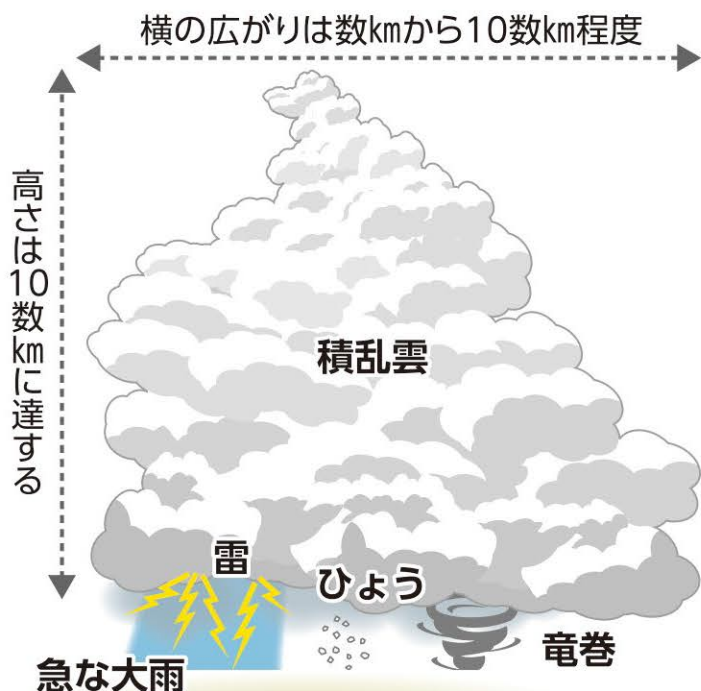 横の広がりは数㎞から10数㎞程度
高さは10数㎞に達する
積乱雲
雷
ひょう
竜巻
急な大雨